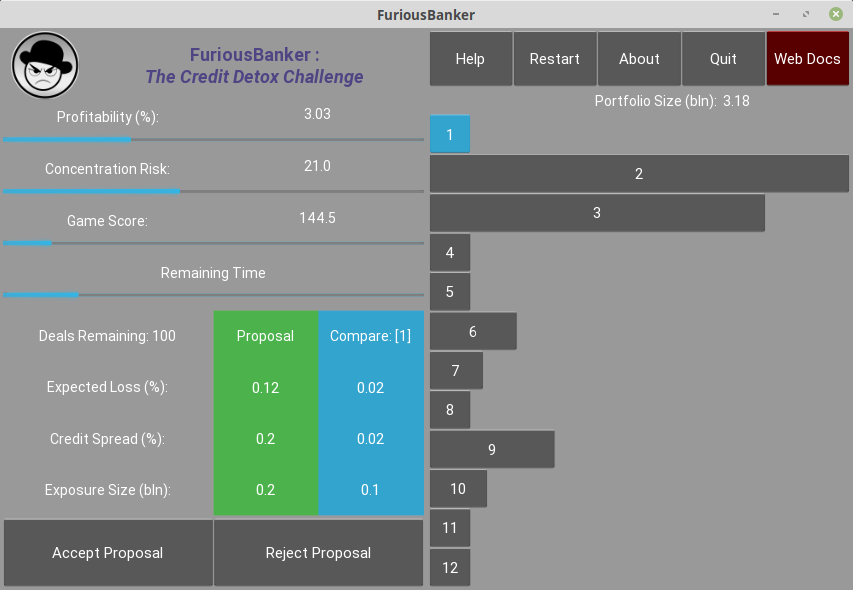 FuriousBanker
FuriousBanker :
The Credit Detox Challenge
Help
Restart
About
Quit
Web Docs
Portfolio Size (bln): 3.18
Profitability (%): 3.03
Concentration Risk: 21.0
Game Score: 144.5
Remaining Time
Deals Remaining: 100 Proposal Compare: [1]
Expected Loss (%): 0.12 0.02
Credit Spread (%): 0.2 0.02
Exposure Size (bln): 0.2 0.1
Accept Proposal
Reject Proposal
1
2
3
4
5
6
7
8
9
10
11
12